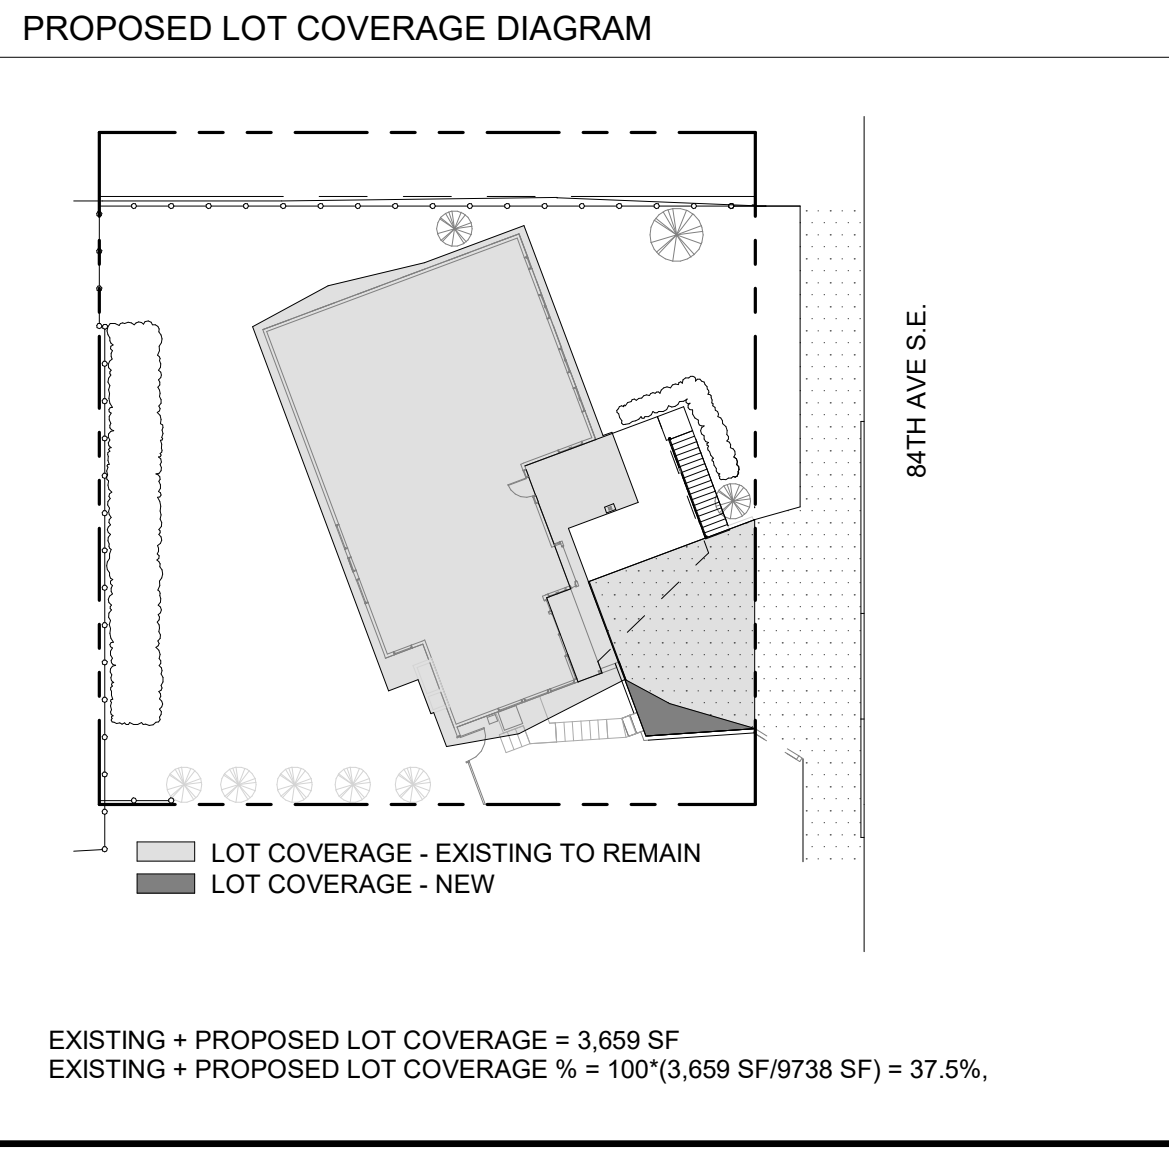 PROPOSED LOT COVERAGE DIAGRAM
84TH AVE S.E.
LOT COVERAGE - EXISTING TO REMAIN
LOT COVERAGE - NEW
EXISTING + PROPOSED LOT COVERAGE = 3,659 SF
EXISTING + PROPOSED LOT COVERAGE % = 100*(3,659 SF/9738 SF) = 37.5%,